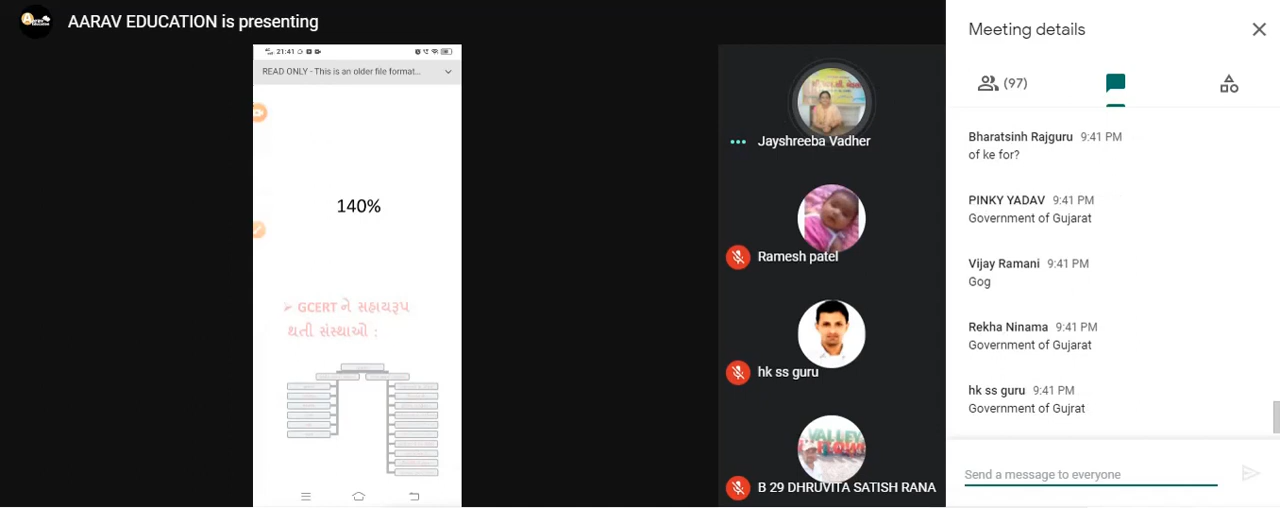 AARAV EDUCATION is presenting
21:41
READ ONLY - This is an older file format...
140%
➢ GCERT ને સહાયરૂપ
થતી સંસ્થાઓ :
Jayshreeba Vadher
Ramesh patel
hk ss guru
B 29 DHRUVITA SATISH RANA
Meeting details
(97)
Bharatsinh Rajguru 9:41 PM
of ke for?
PINKY YADAV 9:41 PM
Government of Gujarat
Vijay Ramani 9:41 PM
Gog
Rekha Ninama 9:41 PM
Government of Gujarat
hk ss guru 9:41 PM
Government of Gujrat
Send a message to everyone